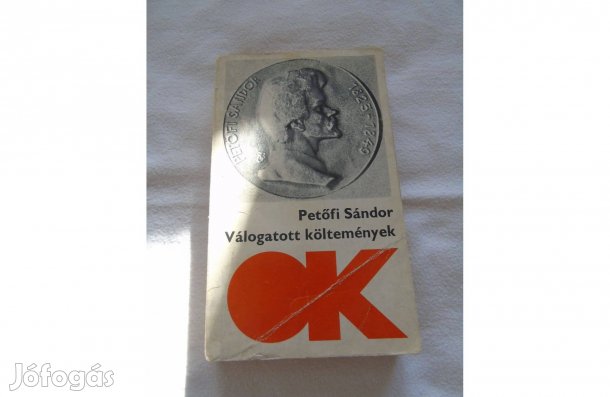 PETŐFI SÁNDOR 1823-1849
Petőfi Sándor
Válogatott költemények
OK
Jófogás